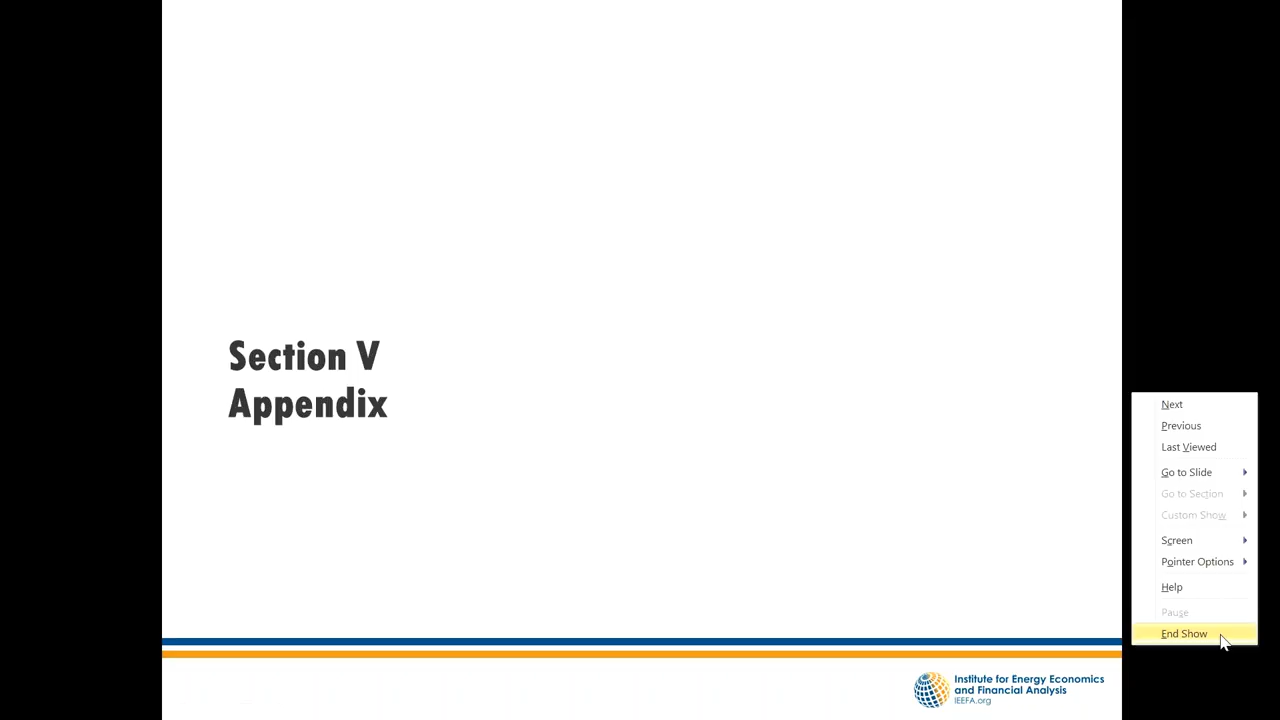 Section V
Appendix
Next
Previous
Last Viewed
Go to Slide
Go to Section
Custom Show
Screen
Pointer Options
Help
Pause
End Show
Institute for Energy Economics
and Financial Analysis
IEEFA.org